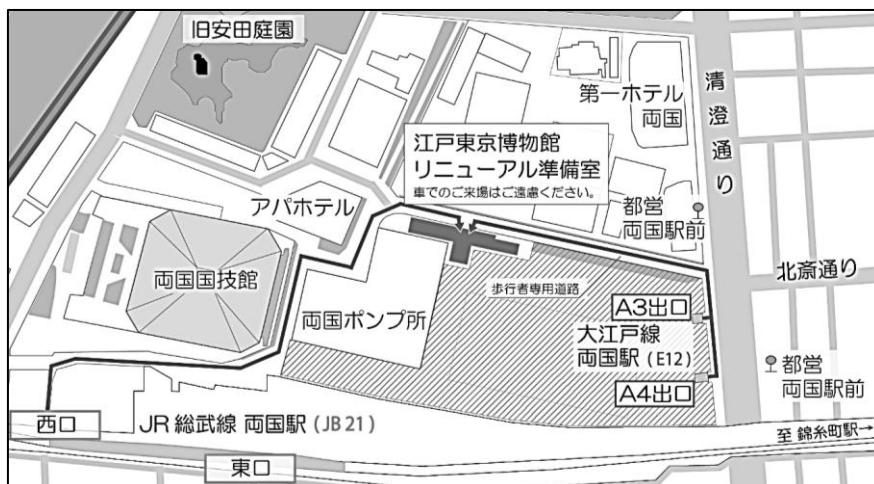 旧安田庭園
第一ホテル
両国
清澄通り
江戸東京博物館
リニューアル準備室
車でのご来場はご遠慮ください。
アパホテル
都営
両国駅前
北斎通り
両国国技館
歩行者専用道路
両国ポンプ所
A3出口
大江戸線
両国駅(E12)
A4出口
都営
両国駅前
西口
JR 総武線 両国駅(JB21)
至 錦糸町駅→
東口